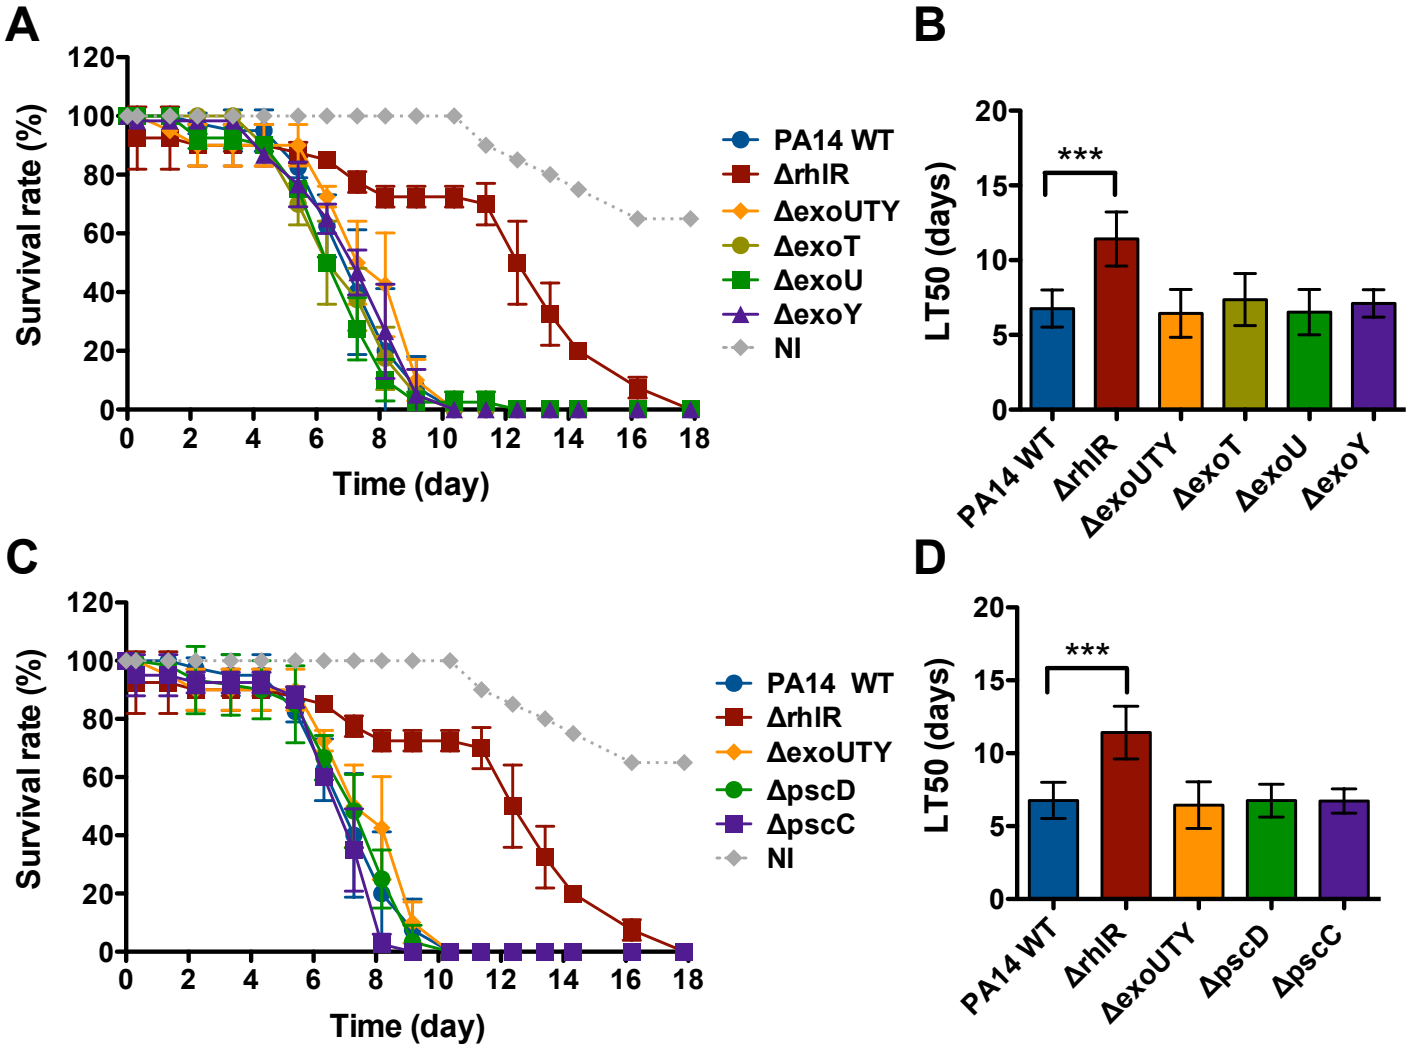 A
120
100
80
60
40
20
0
Survival rate (%)
0 2 4 6 8 10 12 14 16 18
Time (day)
PA14 WT
ΔrhlR
ΔexoUTY
ΔexoT
ΔexoU
ΔexoY
NI
B
20
15
10
5
0
LT50 (days)
***
PA14 WT
ΔrhlR
ΔexoUTY
ΔexoT
ΔexoU
ΔexoY
C
120
100
80
60
40
20
0
Survival rate (%)
0 2 4 6 8 10 12 14 16 18
Time (day)
PA14 WT
ΔrhlR
ΔexoUTY
ΔpscD
ΔpscC
NI
D
20
15
10
5
0
LT50 (days)
***
PA14 WT
ΔrhlR
ΔexoUTY
ΔpscD
ΔpscC